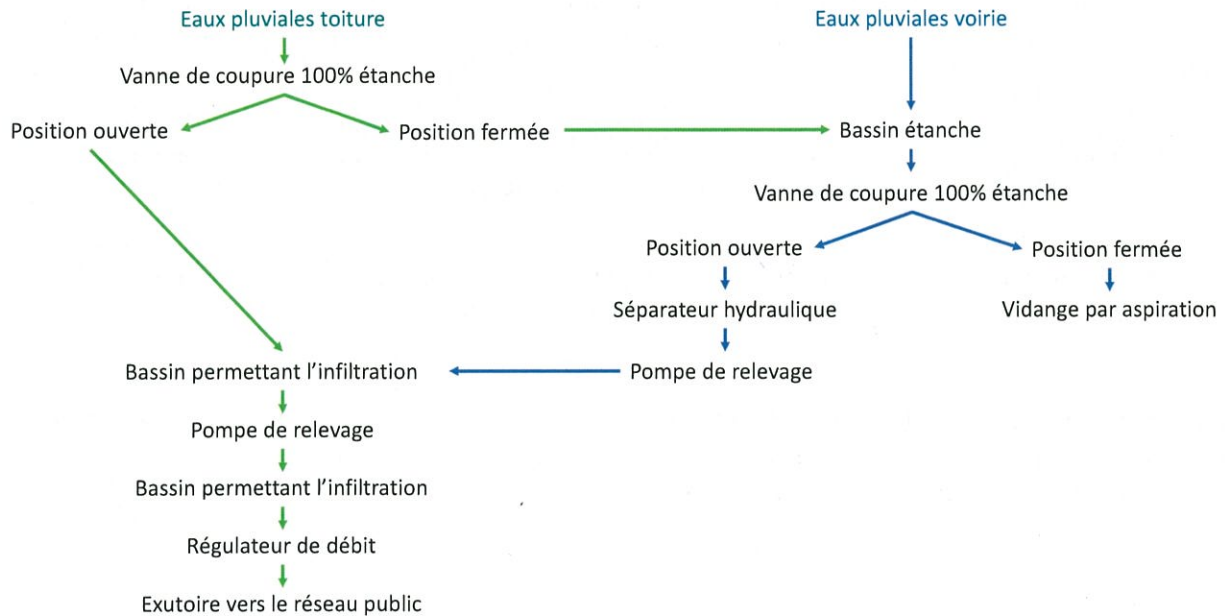 Eaux pluviales toiture
Eaux pluviales voirie
Vanne de coupure 100% étanche
Position ouverte
Position fermée
Bassin étanche
Vanne de coupure 100% étanche
Position ouverte
Position fermée
Séparateur hydraulique
Vidange par aspiration
Bassin permettant l'infiltration
Pompe de relevage
Pompe de relevage
Bassin permettant l'infiltration
Régulateur de débit
Exutoire vers le réseau public